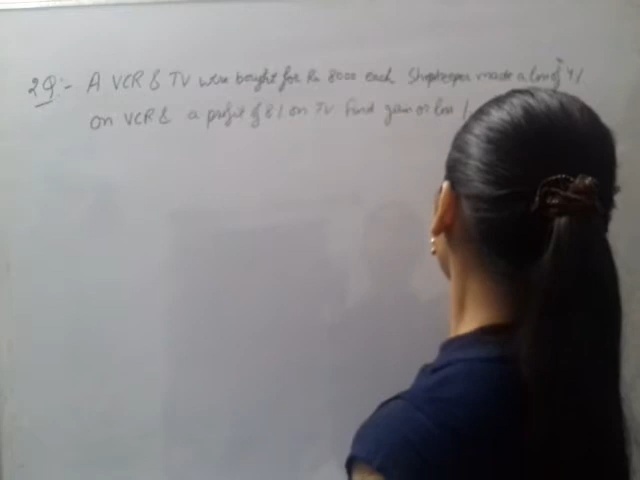 2Q:- A VCR & TV were bought for Rs 8000 each Shopkeeper made a loss of 4%
on VCR & a profit of 8% on TV Find gain or loss %